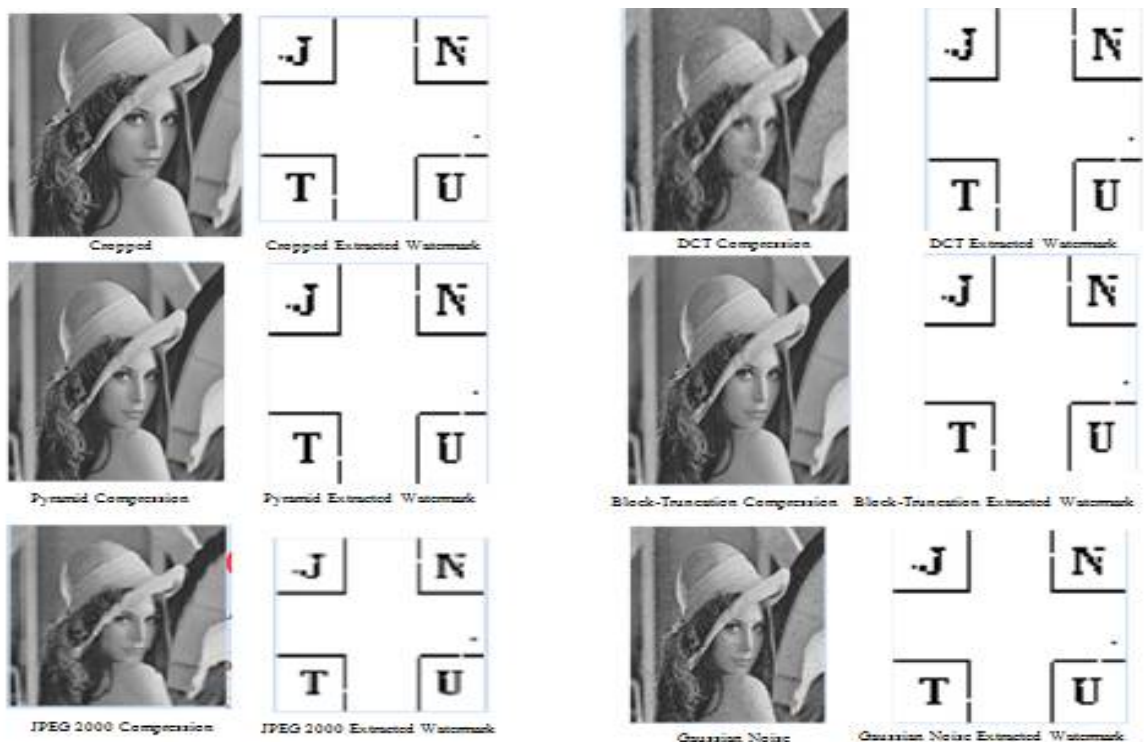 J N J N
T U T U
Cropped Cropped Extracted Watermark DCT Compression DCT Extracted Watermark
J N J N
T U T U
Pyramid Compression Pyramid Extracted Watermark Block-Truncation Compression Block-Truncation Extracted Watermark
J N J N
T U T U
JPEG 2000 Compression JPEG 2000 Extracted Watermark Gaussian Noise Gaussian Noise Extracted Watermark